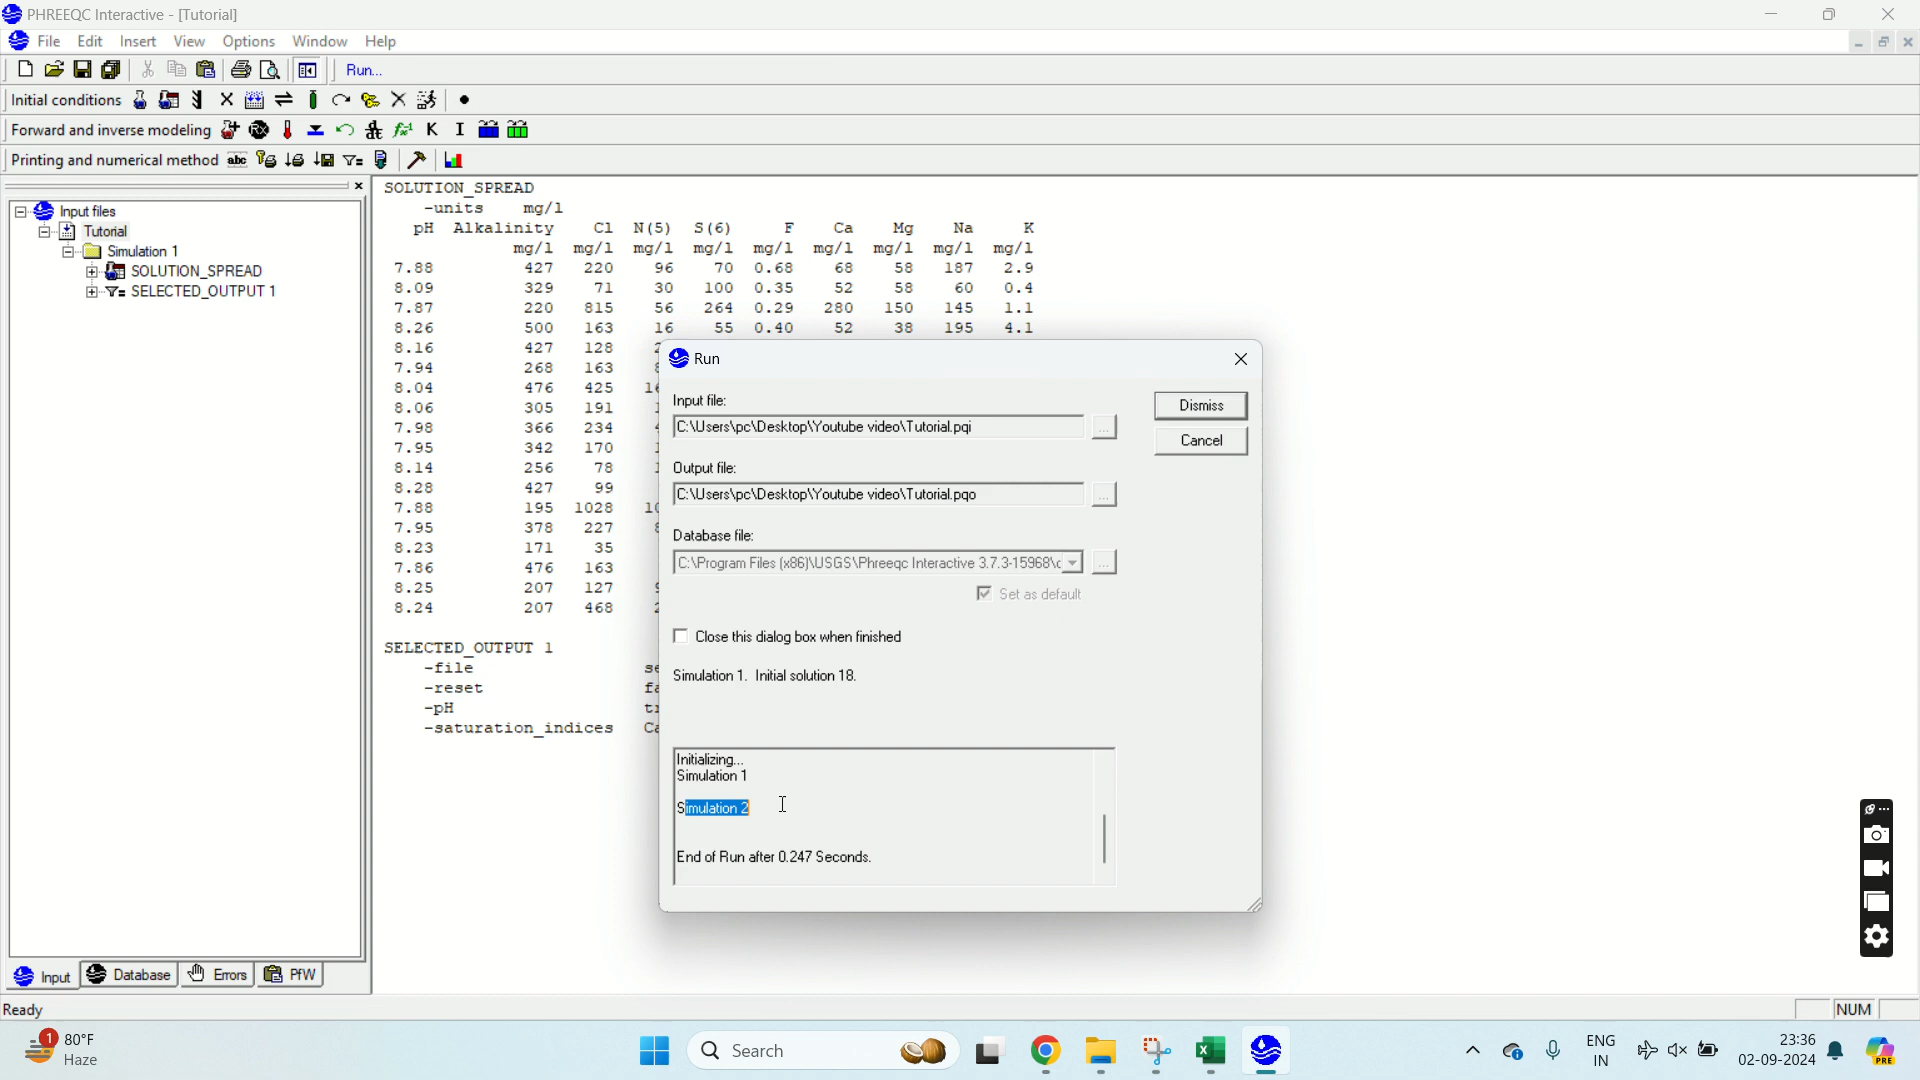 PHREEQC Interactive - [Tutorial]
File Edit Insert View Options Window Help
Run...
Initial conditions
Forward and inverse modeling
Printing and numerical method
Input files
Tutorial
Simulation 1
SOLUTION_SPREAD
SELECTED_OUTPUT 1
SOLUTION_SPREAD
-units mg/l
pH Alkalinity Cl N(5) S(6) F Ca Mg Na K
mg/l mg/l mg/l mg/l mg/l mg/l mg/l mg/l mg/l
7.88 427 220 96 70 0.68 68 58 187 2.9
8.09 329 71 30 100 0.35 52 58 60 0.4
7.87 220 815 56 264 0.29 280 150 145 1.1
8.26 500 163 16 55 0.40 52 38 195 4.1
8.16 427 128
7.94 268 163
8.04 476 425
8.06 305 191
7.98 366 234
7.95 342 170
8.14 256 78
8.28 427 99
7.88 195 1028
7.95 378 227
8.23 171 35
7.86 476 163
8.25 207 127
8.24 207 468
SELECTED_OUTPUT 1
-file
-reset
-pH
-saturation_indices
Run
Input file:
C:\Users\pc\Desktop\Youtube video\Tutorial.pqi
...
Dismiss
Cancel
Output file:
C:\Users\pc\Desktop\Youtube video\Tutorial.pqo
...
Database file:
C:\Program Files (x86)\USGS\Phreeqc Interactive 3.7.3-15968\
...
Set as default
Close this dialog box when finished
Simulation 1. Initial solution 18.
Initializing...
Simulation 1
Simulation 2
End of Run after 0.247 Seconds.
Input Database Errors PfW
Ready
NUM
1
80°F
Haze
Search
ENG
IN
23:36
02-09-2024
PRE